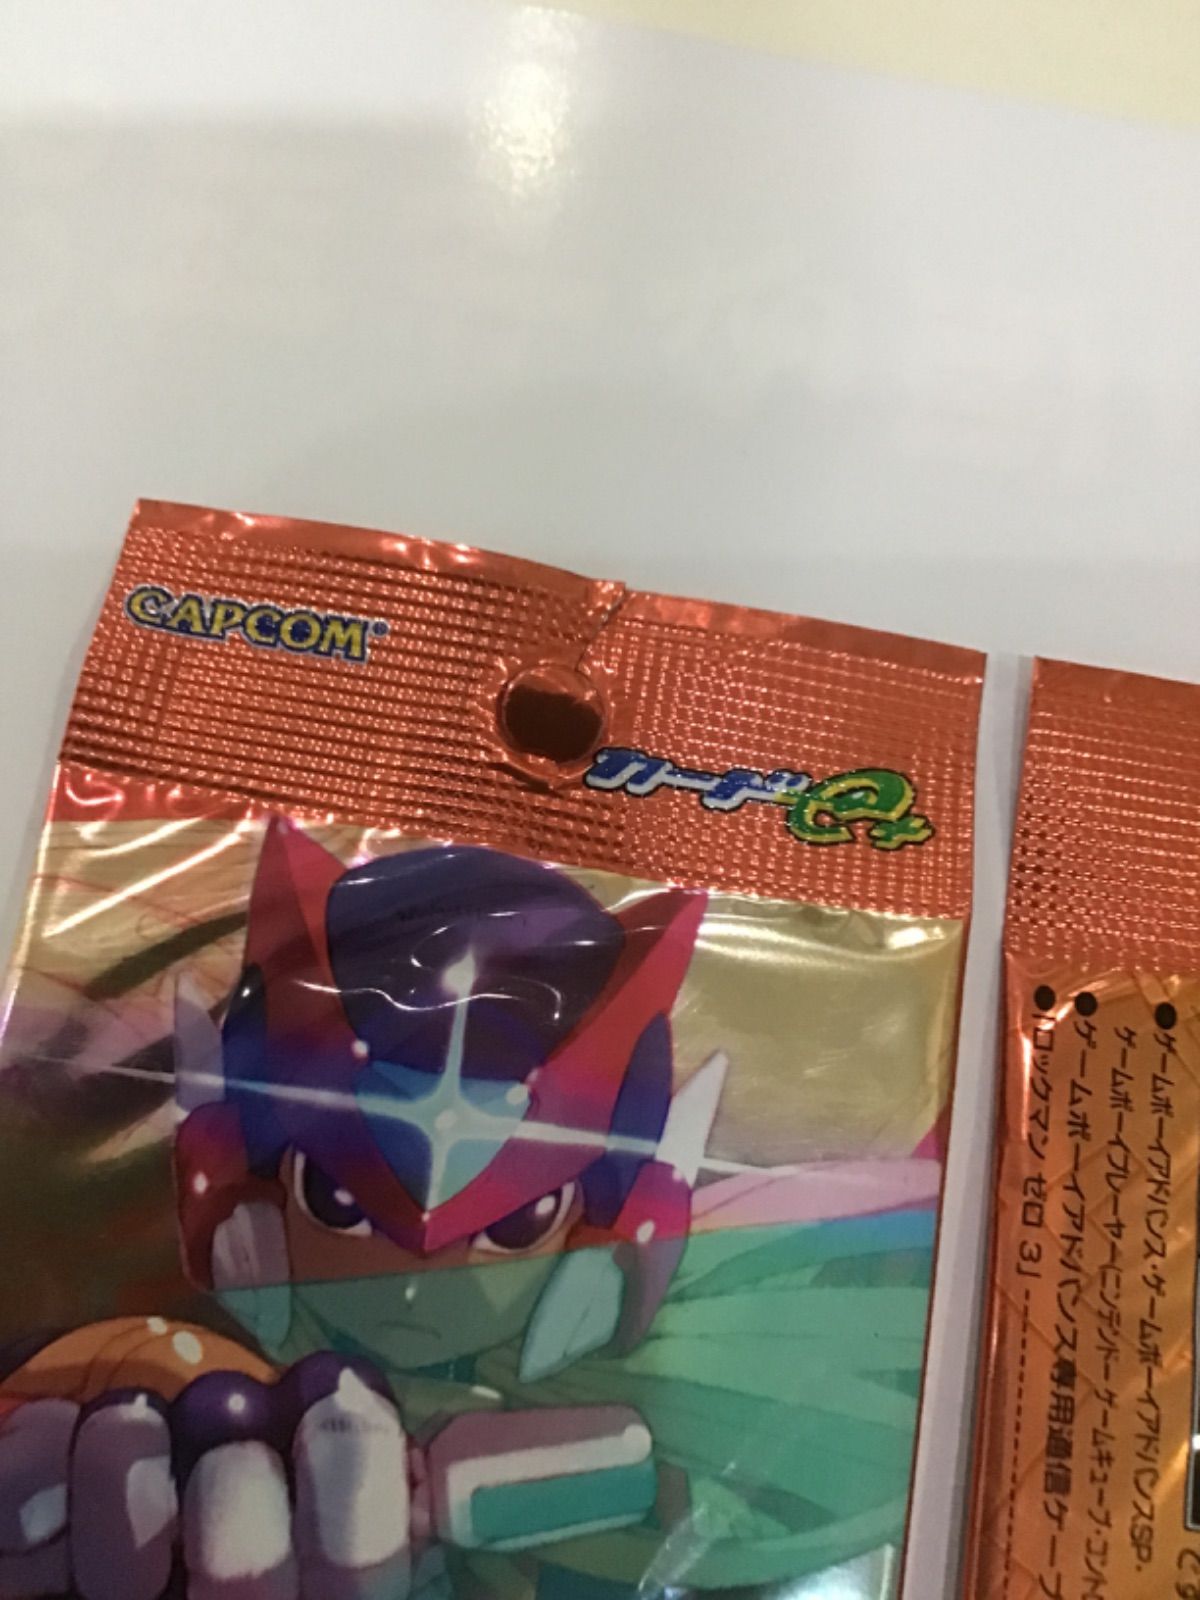 CAPCOM®
カードe+
●ゲームボーイアドバンス・ゲームボーイアドバンスSP・
ゲームボーイプレーヤー(ニンテンドーゲームキューブ・コント
●ゲームボーイアドバンス専用通信ケーブ
●「ロックマン ゼロ 3」